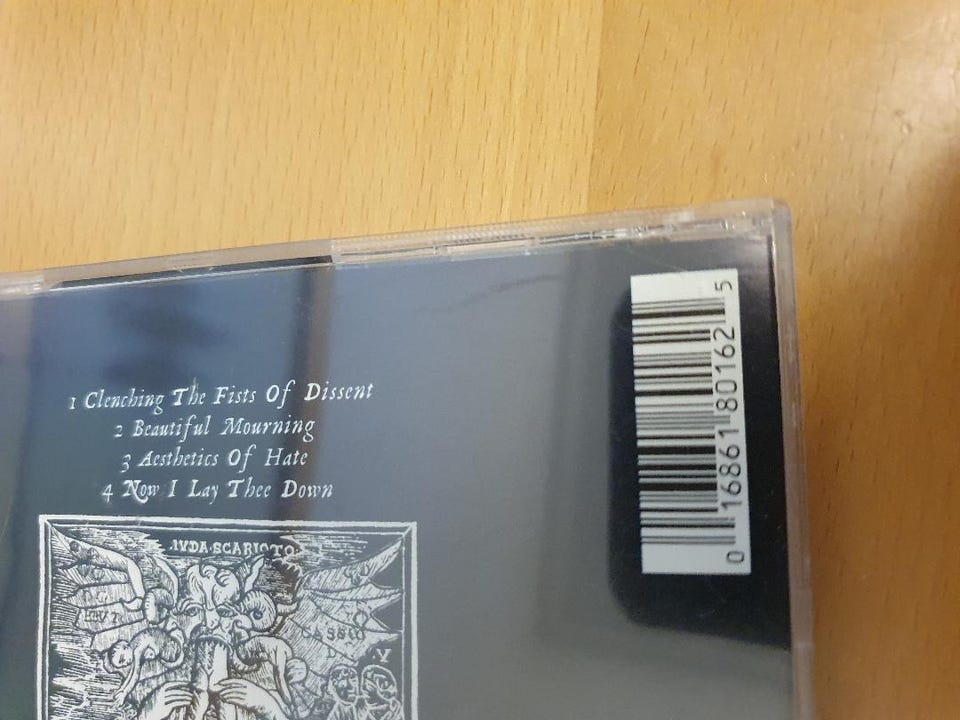 1 Clenching The Fists Of Dissent
2 Beautiful Mourning
3 Aesthetics Of Hate
4 Now I Lay Thee Down
.IVDA.SCARIOTO.
CASSIO
0 16861 80162 5